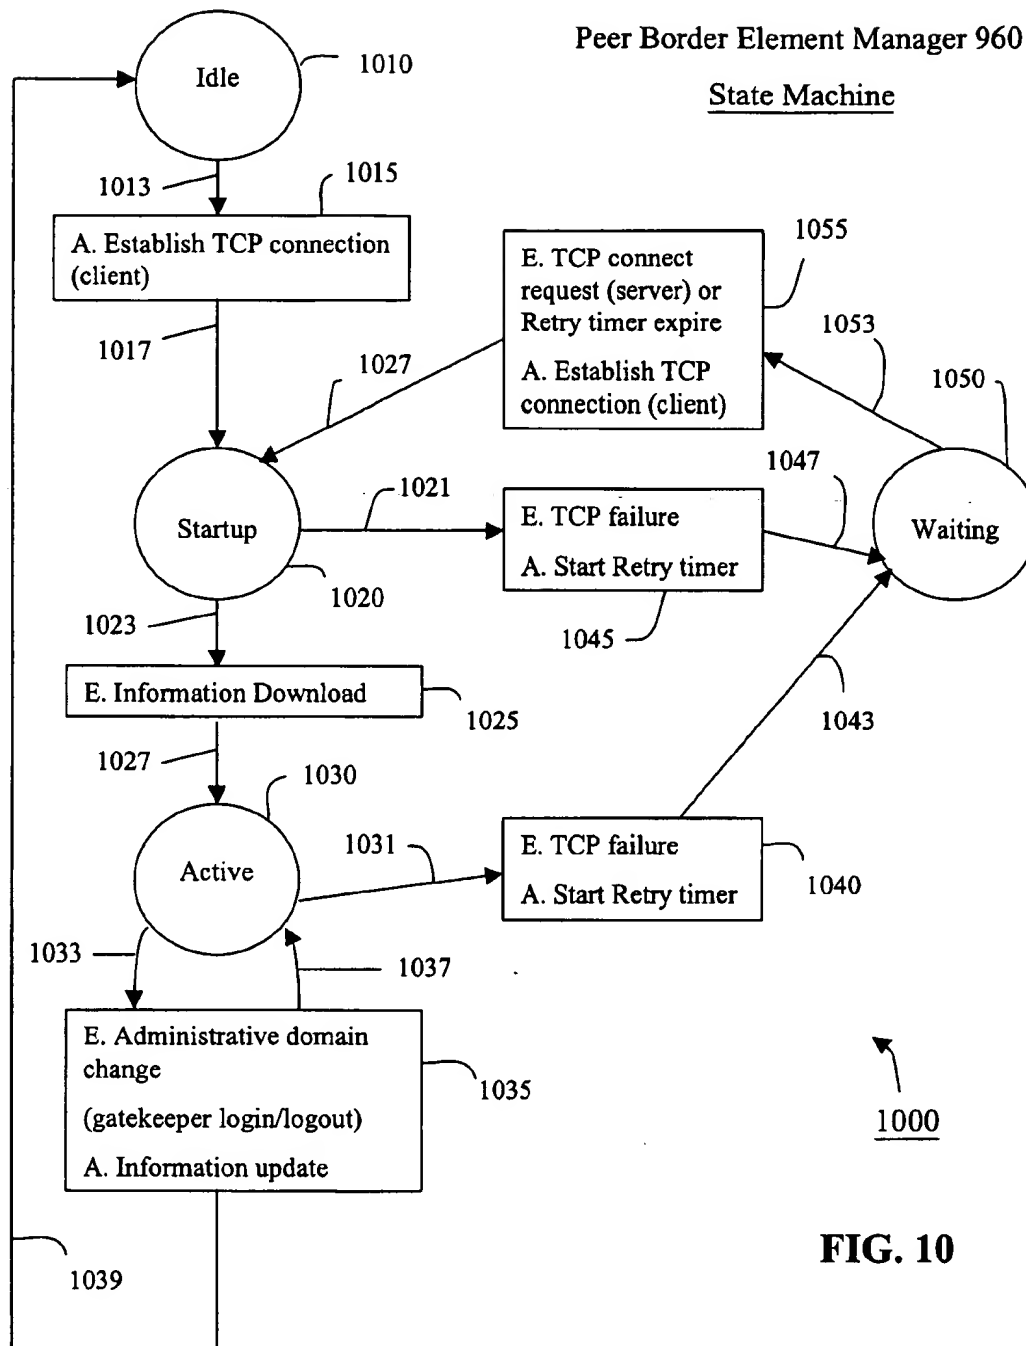 Peer Border Element Manager 960
State Machine
Idle
1010
1013
1015
A. Establish TCP connection
(client)
1017
E. TCP connect
request (server) or
Retry timer expire
A. Establish TCP
connection (client)
1055
1053
1050
1027
Startup
1020
1021
E. TCP failure
A. Start Retry timer
1045
1047
Waiting
1023
E. Information Download
1025
1027
1043
Active
1030
1031
E. TCP failure
A. Start Retry timer
1040
1033
1037
E. Administrative domain
change
(gatekeeper login/logout)
A. Information update
1035
1000
1039
FIG. 10